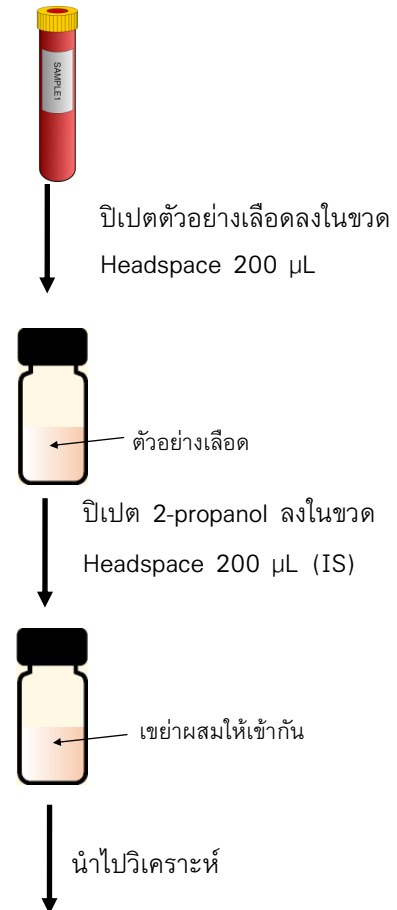 SAMPLE1
ปิเปตตัวอย่างเลือดลงในขวด
Headspace 200 µL
ตัวอย่างเลือด
ปิเปต 2-propanol ลงในขวด
Headspace 200 µL (IS)
เขย่าผสมให้เข้ากัน
นำไปวิเคราะห์